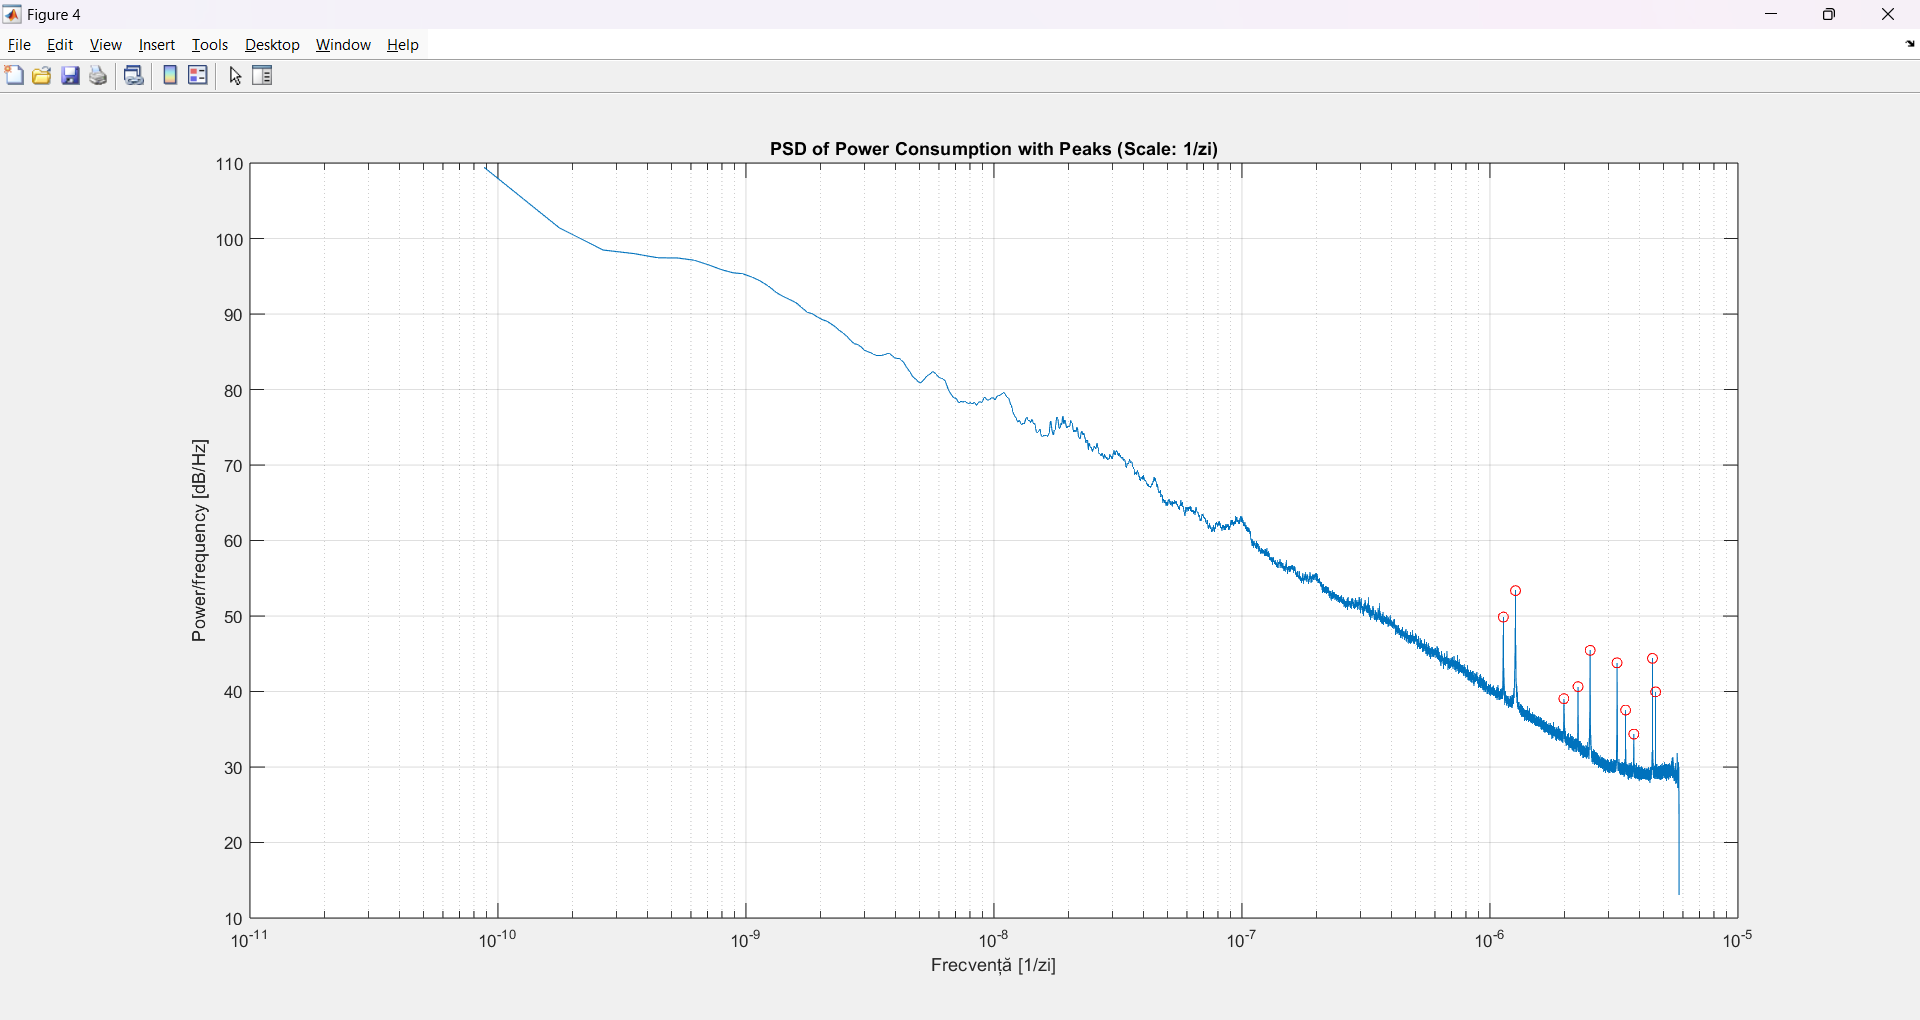 Figure 4
File Edit View Insert Tools Desktop Window Help
PSD of Power Consumption with Peaks (Scale: 1/zi)
110
100
90
80
70
60
50
40
30
20
10
Power/frequency [dB/Hz]
10^-11 10^-10 10^-9 10^-8 10^-7 10^-6 10^-5
Frecvență [1/zi]